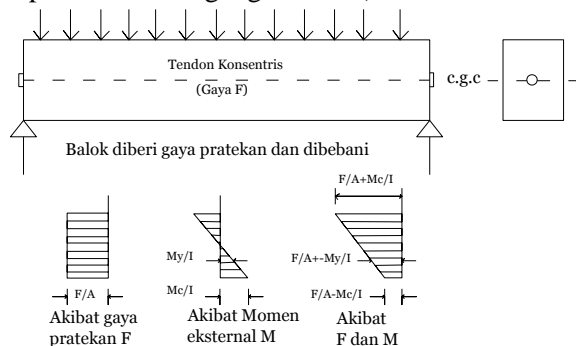 Tendon Konsentris
(Gaya F)
c.g.c
Balok diberi gaya pratekan dan dibebani
F/A+Mc/I
My/I
F/A+-My/I
F/A
Mc/I
F/A-Mc/I
Akibat gaya
pratekan F
Akibat Momen
eksternal M
Akibat
F dan M